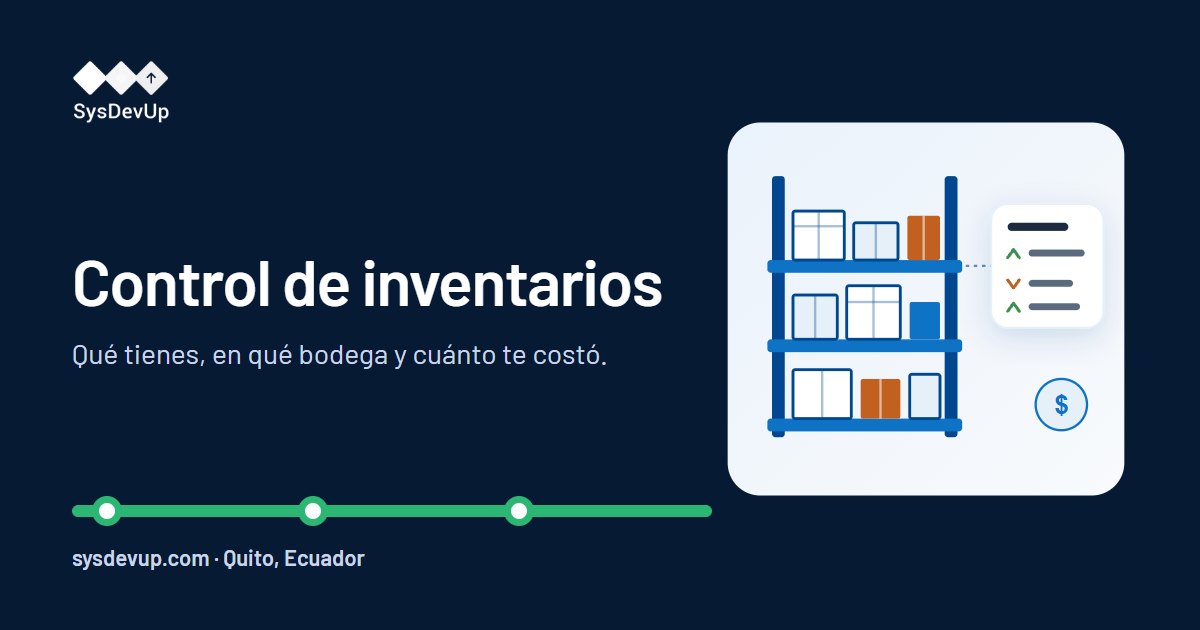 SysDevUp
Control de inventarios
Qué tienes, en qué bodega y cuánto te costó.
$
sysdevup.com · Quito, Ecuador